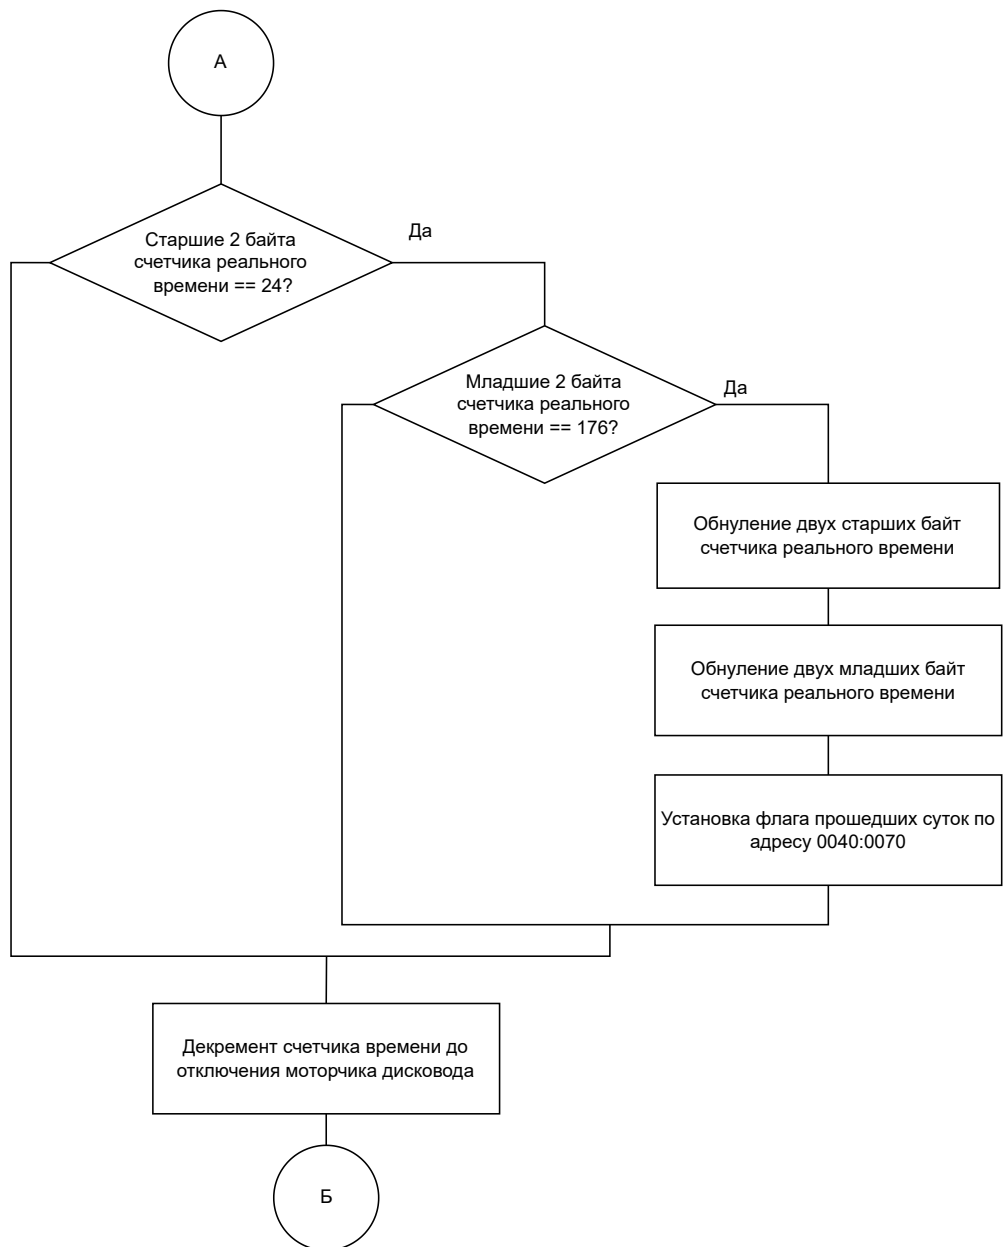 А
Старшие 2 байта
счетчика реального
времени == 24?
Да
Младшие 2 байта
счетчика реального
времени == 176?
Да
Обнуление двух старших байт
счетчика реального времени
Обнуление двух младших байт
счетчика реального времени
Установка флага прошедших суток по
адресу 0040:0070
Декремент счетчика времени до
отключения моторчика дисковода
Б